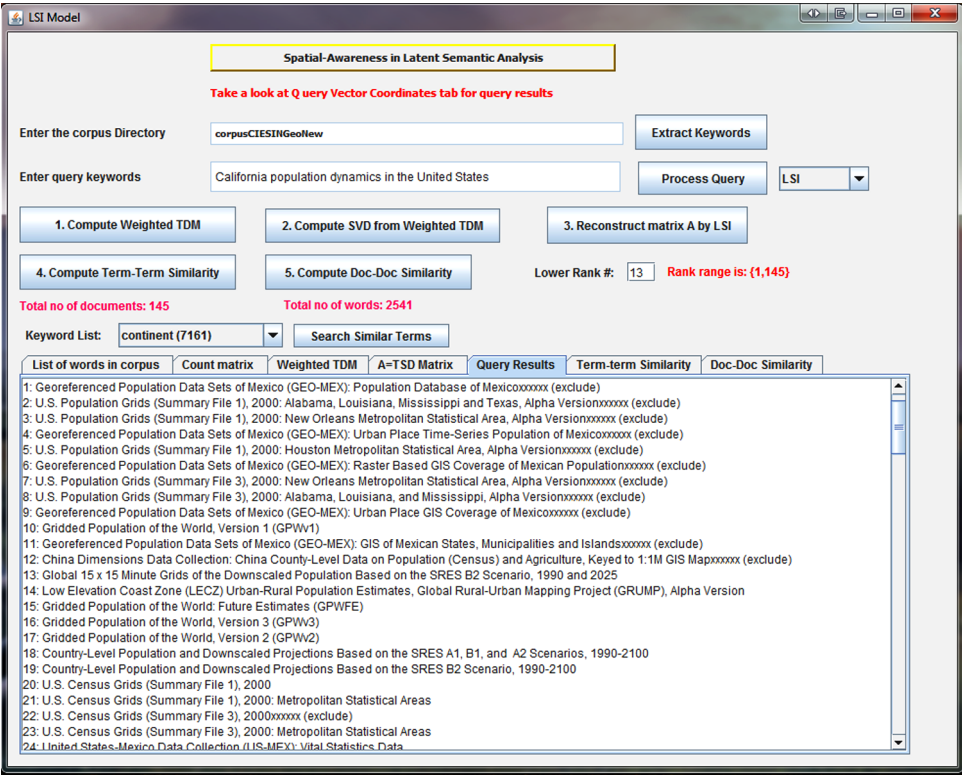 LSI Model
Spatial-Awareness in Latent Semantic Analysis
Take a look at Q uery Vector Coordinates tab for query results
Enter the corpus Directory corpusCIESINGeoNew Extract Keywords
Enter query keywords California population dynamics in the United States Process Query LSI
1. Compute Weighted TDM 2. Compute SVD from Weighted TDM 3. Reconstruct matrix A by LSI
4. Compute Term-Term Similarity 5. Compute Doc-Doc Similarity Lower Rank #: 13 Rank range is: {1,145}
Total no of documents: 145 Total no of words: 2541
Keyword List: continent (7161) Search Similar Terms
List of words in corpus Count matrix Weighted TDM A=TSD Matrix Query Results Term-term Similarity Doc-Doc Similarity
1: Georeferenced Population Data Sets of Mexico (GEO-MEX): Population Database of Mexicoxxxxxx (exclude)
2: U.S. Population Grids (Summary File 1), 2000: Alabama, Louisiana, Mississippi and Texas, Alpha Versionxxxxxx (exclude)
3: U.S. Population Grids (Summary File 1), 2000: New Orleans Metropolitan Statistical Area, Alpha Versionxxxxxx (exclude)
4: Georeferenced Population Data Sets of Mexico (GEO-MEX): Urban Place Time-Series Population of Mexicoxxxxxx (exclude)
5: U.S. Population Grids (Summary File 1), 2000: Houston Metropolitan Statistical Area, Alpha Versionxxxxxx (exclude)
6: Georeferenced Population Data Sets of Mexico (GEO-MEX): Raster Based GIS Coverage of Mexican Populationxxxxxx (exclude)
7: U.S. Population Grids (Summary File 3), 2000: New Orleans Metropolitan Statistical Area, Alpha Versionxxxxxx (exclude)
8: U.S. Population Grids (Summary File 3), 2000: Alabama, Louisiana, and Mississippi, Alpha Versionxxxxxx (exclude)
9: Georeferenced Population Data Sets of Mexico (GEO-MEX): Urban Place GIS Coverage of Mexicoxxxxxx (exclude)
10: Gridded Population of the World, Version 1 (GPWv1)
11: Georeferenced Population Data Sets of Mexico (GEO-MEX): GIS of Mexican States, Municipalities and Islandsxxxxxx (exclude)
12: China Dimensions Data Collection: China County-Level Data on Population (Census) and Agriculture, Keyed to 1:1M GIS Mapxxxxxx (exclude)
13: Global 15 x 15 Minute Grids of the Downscaled Population Based on the SRES B2 Scenario, 1990 and 2025
14: Low Elevation Coast Zone (LECZ) Urban-Rural Population Estimates, Global Rural-Urban Mapping Project (GRUMP), Alpha Version
15: Gridded Population of the World: Future Estimates (GPWFE)
16: Gridded Population of the World, Version 3 (GPWv3)
17: Gridded Population of the World, Version 2 (GPWv2)
18: Country-Level Population and Downscaled Projections Based on the SRES A1, B1, and A2 Scenarios, 1990-2100
19: Country-Level Population and Downscaled Projections Based on the SRES B2 Scenario, 1990-2100
20: U.S. Census Grids (Summary File 1), 2000
21: U.S. Census Grids (Summary File 1), 2000: Metropolitan Statistical Areas
22: U.S. Census Grids (Summary File 3), 2000xxxxxx (exclude)
23: U.S. Census Grids (Summary File 3), 2000: Metropolitan Statistical Areas
24: United States-Mexico Data Collection (US-MEX): Vital Statistics Data